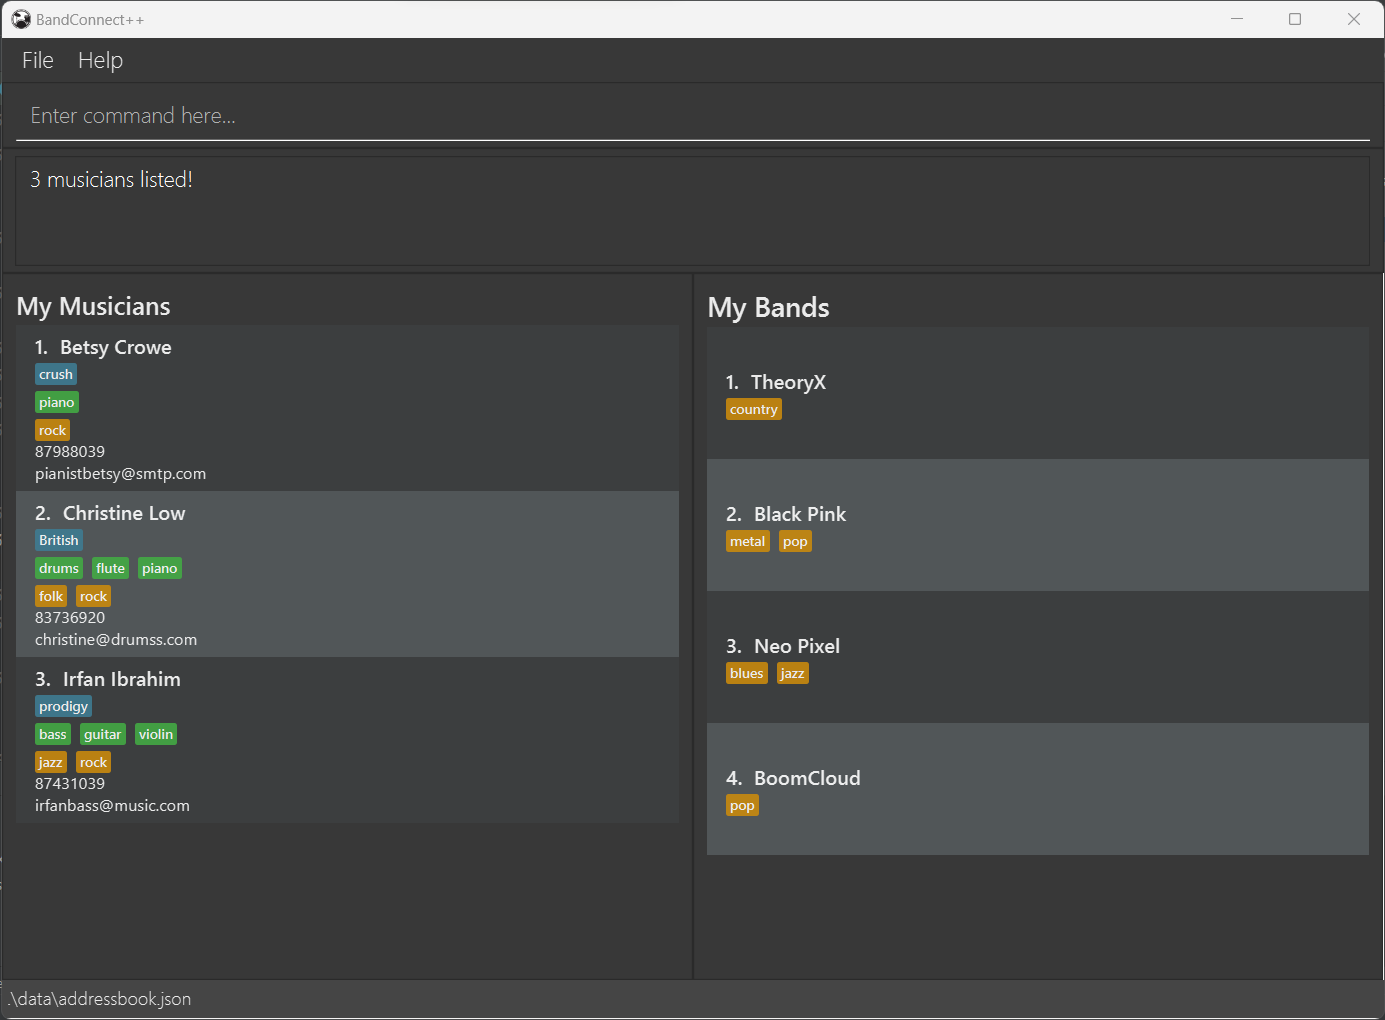 BandConnect++
File Help
Enter command here...
3 musicians listed!
My Musicians
1. Betsy Crowe
crush
piano
rock
87988039
pianistbetsy@smtp.com
2. Christine Low
British
drums flute piano
folk rock
83736920
christine@drumss.com
3. Irfan Ibrahim
prodigy
bass guitar violin
jazz rock
87431039
irfanbass@music.com
My Bands
1. TheoryX
country
2. Black Pink
metal pop
3. Neo Pixel
blues jazz
4. BoomCloud
pop
.\data\addressbook.json